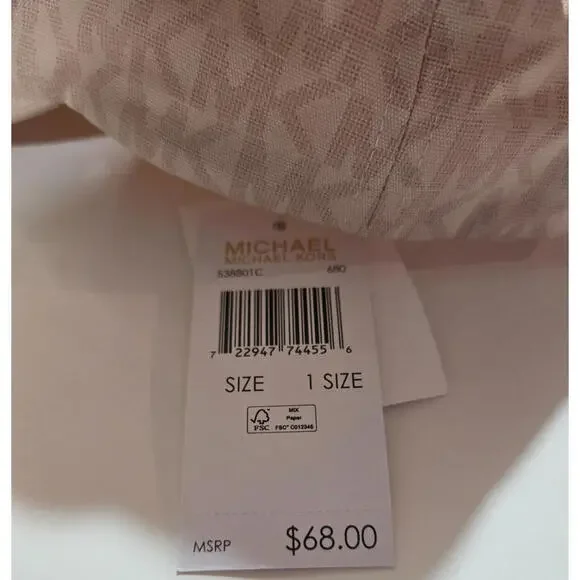 MICHAEL
MICHAEL KORS
538801C 680
7 22947 74455 6
SIZE 1 SIZE
FSC
MIX
Paper
FSC® C012345
MSRP $68.00